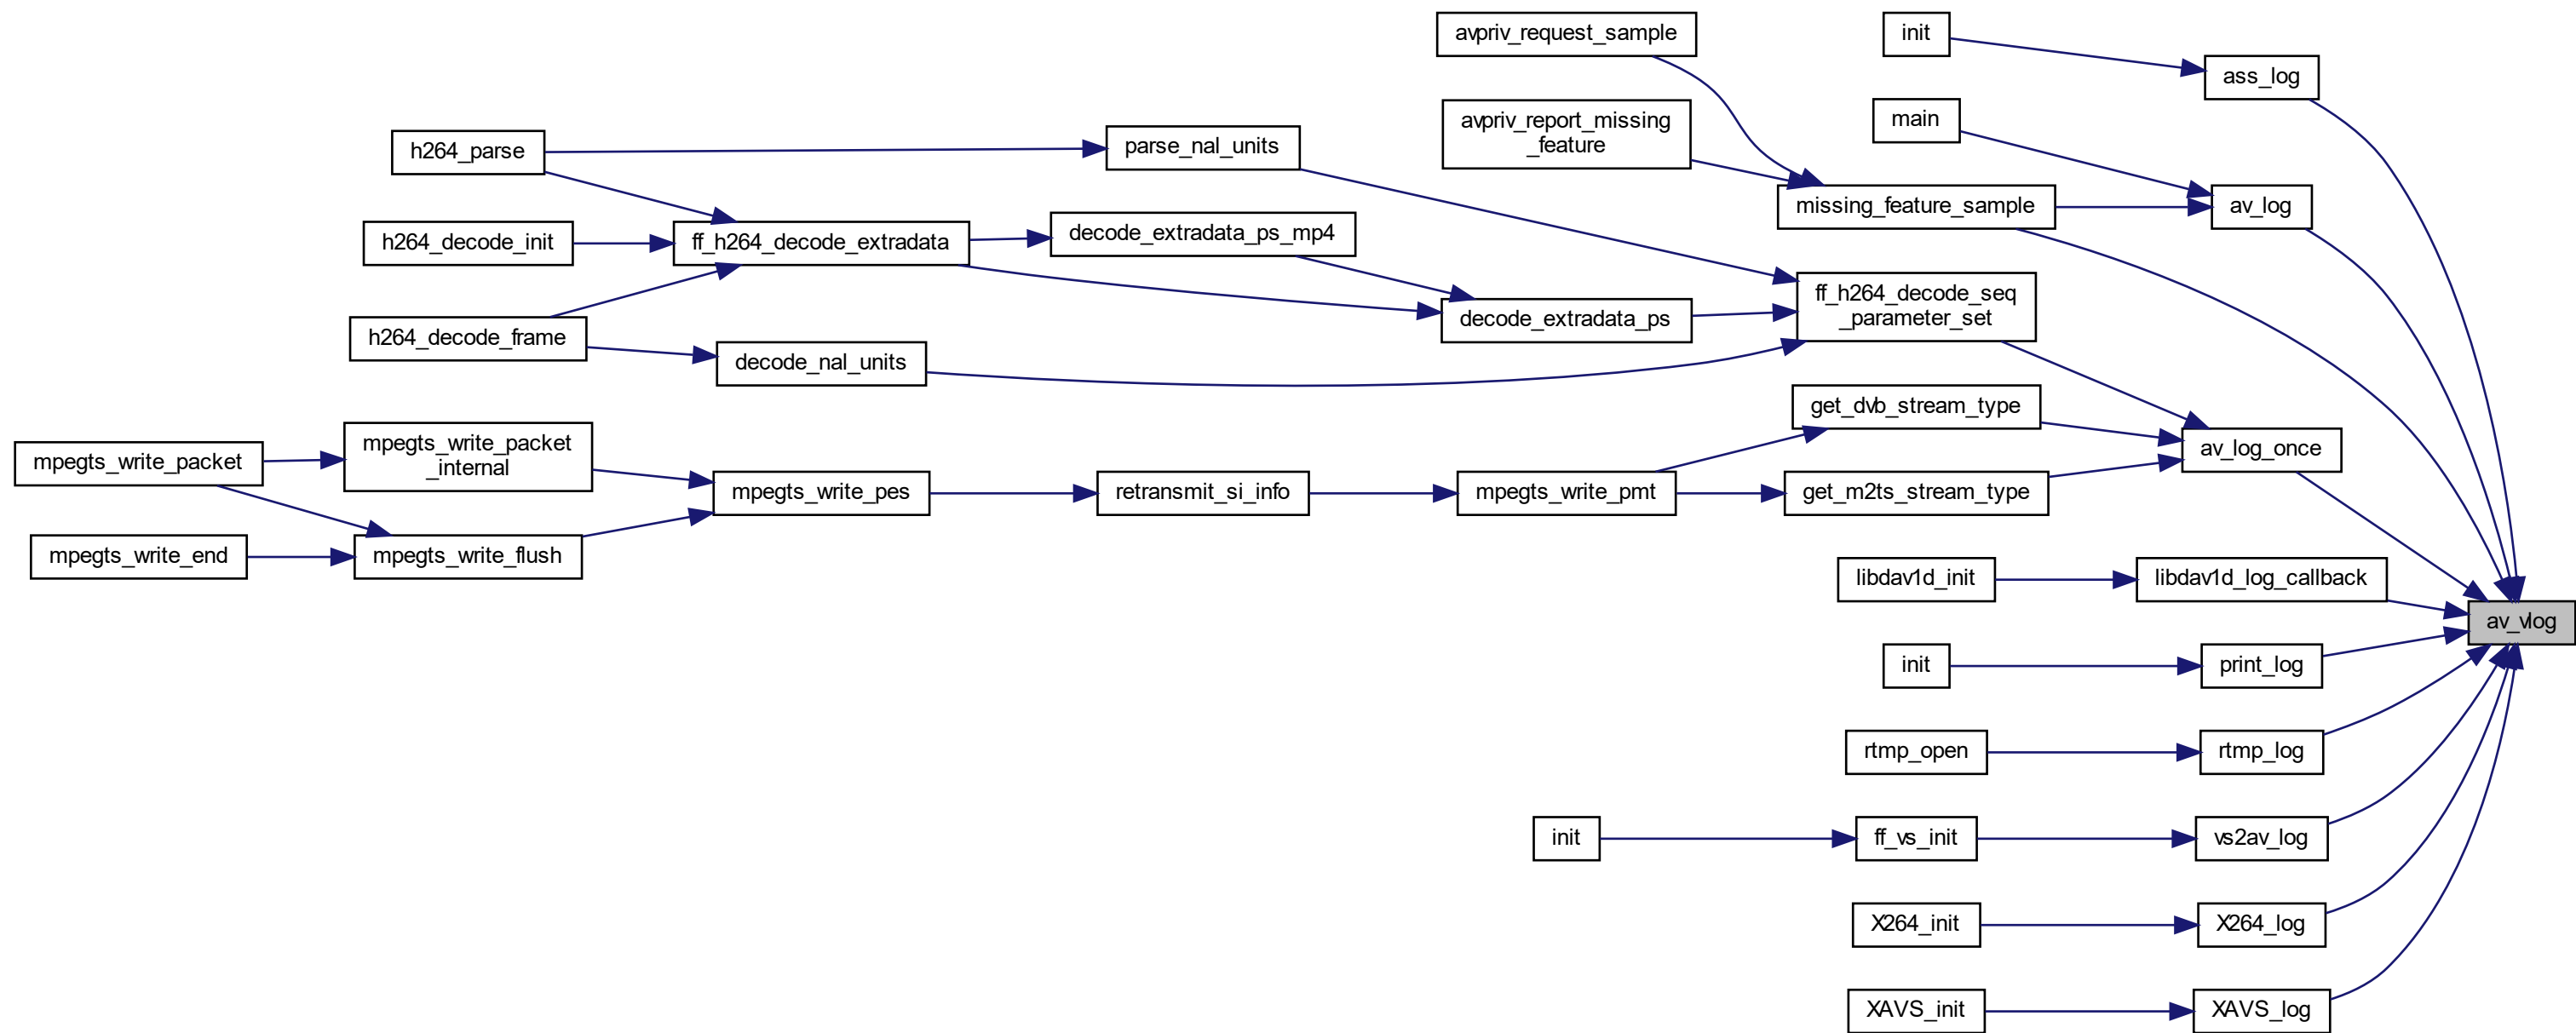 avpriv_request_sample
init
ass_log
main
avpriv_report_missing
_feature
h264_parse
parse_nal_units
missing_feature_sample
av_log
h264_decode_init
ff_h264_decode_extradata
decode_extradata_ps_mp4
ff_h264_decode_seq
_parameter_set
decode_extradata_ps
h264_decode_frame
decode_nal_units
get_dvb_stream_type
mpegts_write_packet
mpegts_write_packet
_internal
av_log_once
mpegts_write_pes
retransmit_si_info
mpegts_write_pmt
get_m2ts_stream_type
mpegts_write_end
mpegts_write_flush
libdav1d_init
libdav1d_log_callback
av_vlog
init
print_log
rtmp_open
rtmp_log
init
ff_vs_init
vs2av_log
X264_init
X264_log
XAVS_init
XAVS_log